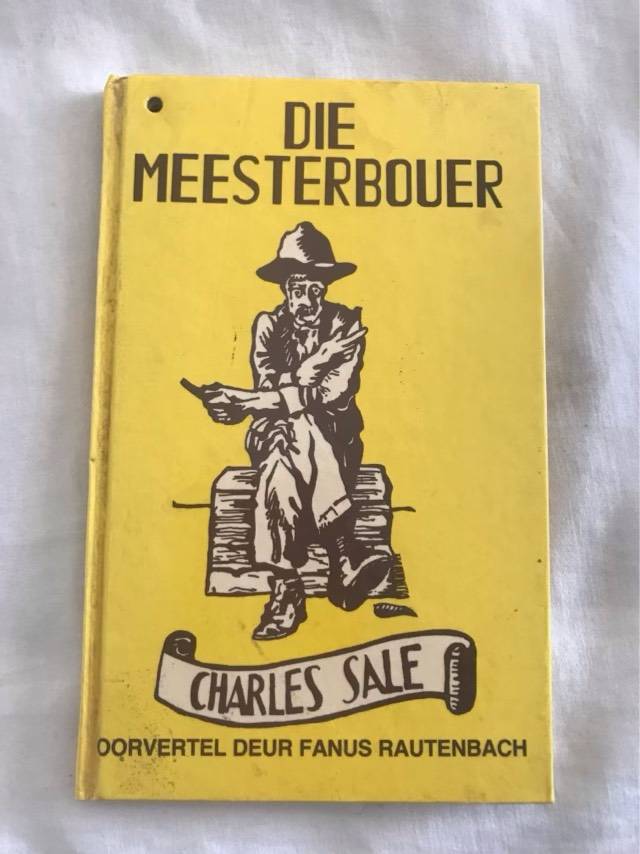 DIE
MEESTERBOUER
CHARLES SALE
OORVERTEL DEUR FANUS RAUTENBACH